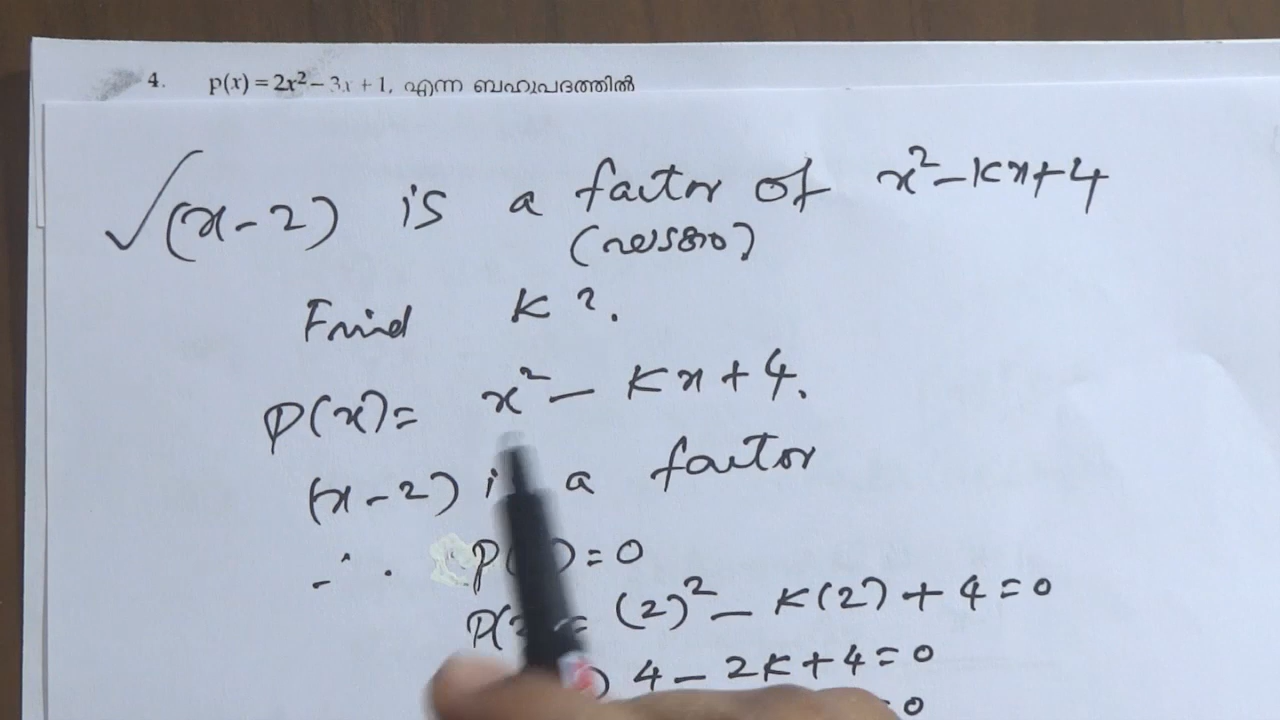 4. p(x) = 2x² – 3x + 1, എന്ന ബഹുപദത്തിൽ
(x-2) is a factor of x²-Kx+4
(ഘടകം)
Find K?.
P(x)= x² - Kx+4.
(x-2) is a factor
∴ P( )=0
P(2)= (2)² - K(2) + 4=0
4 - 2K+4=0
=0